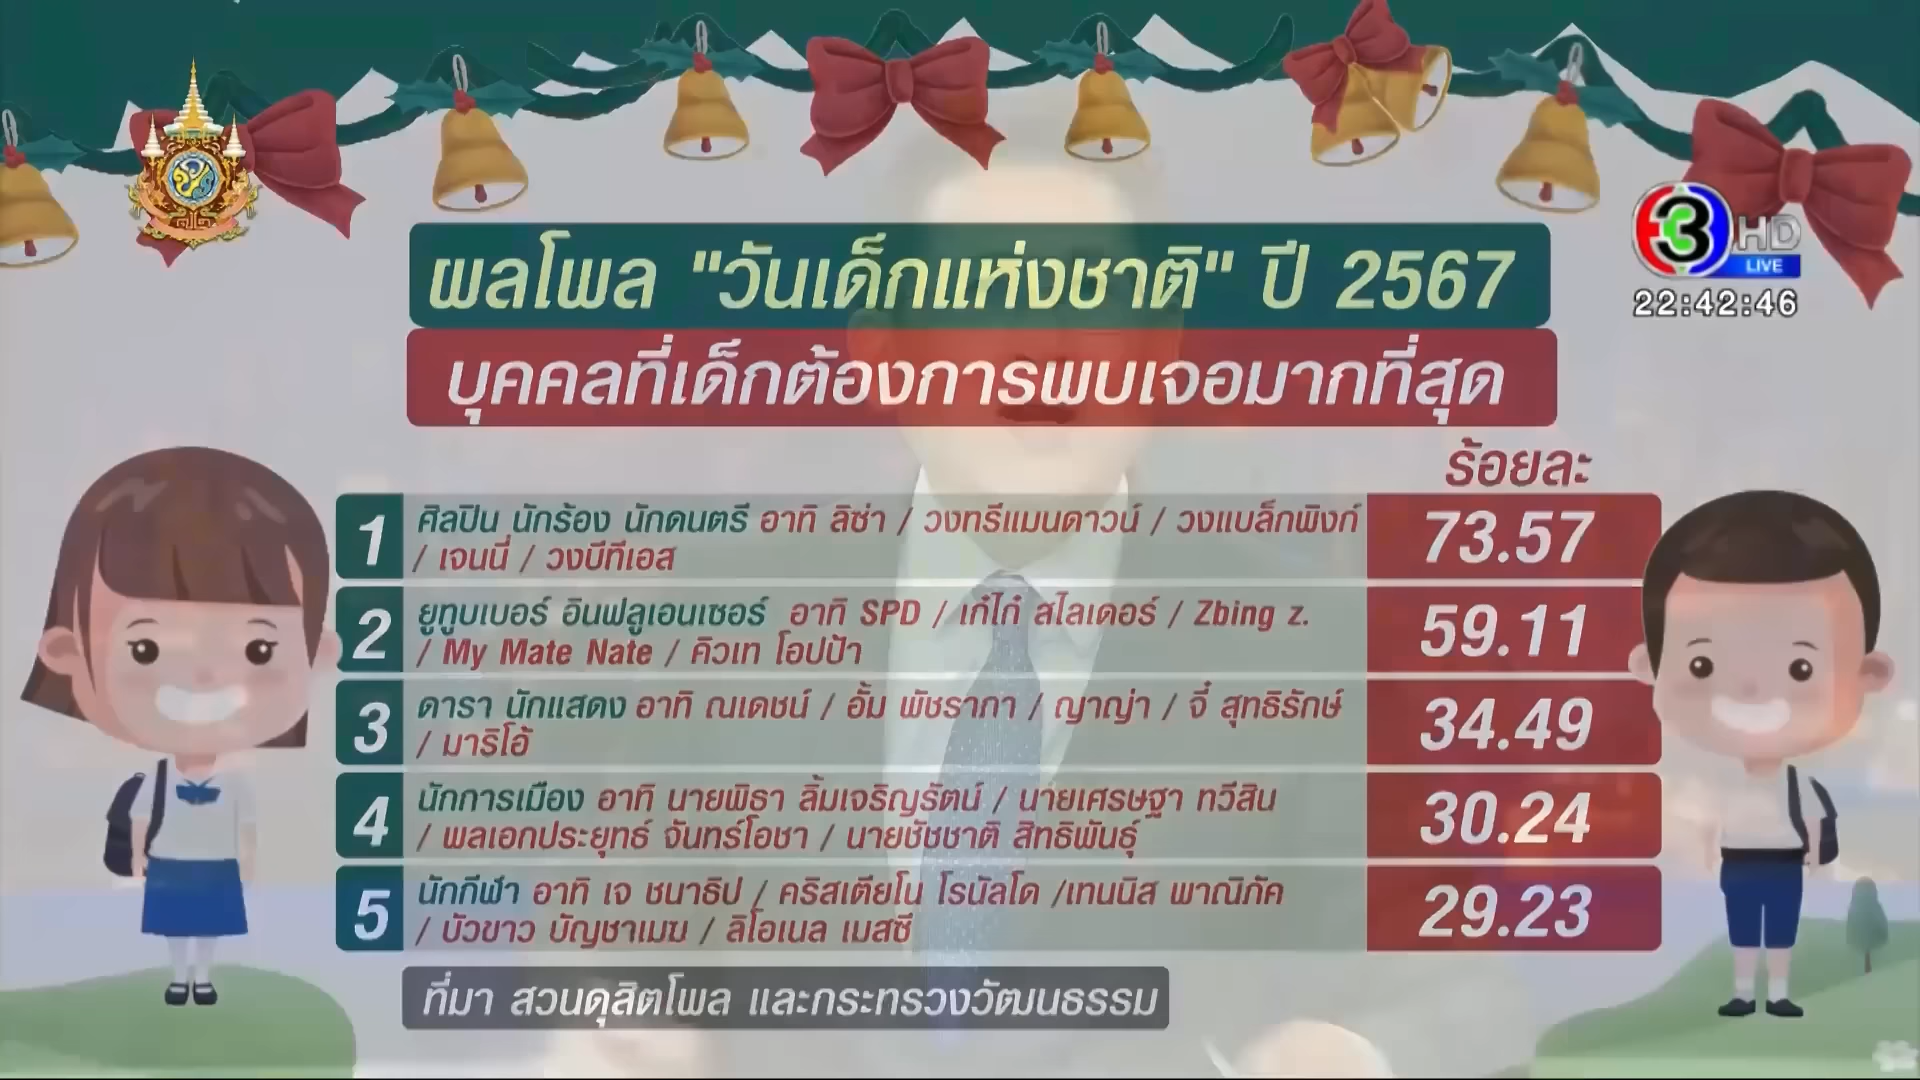 ผลโพล "วันเด็กแห่งชาติ" ปี 2567
3 HD
LIVE
22:42:46
บุคคลที่เด็กต้องการพบเจอมากที่สุด
ร้อยละ
1 ศิลปิน นักร้อง นักดนตรี อาทิ ลิซ่า / วงทรีแมนดาวน์ / วงแบล็กพิงก์ 73.57
/ เจนนี่ / วงบีทีเอส
2 ยูทูบเบอร์ อินฟลูเอนเซอร์ อาทิ SPD / เก๋ไก๋ สไลเดอร์ / Zbing z. 59.11
/ My Mate Nate / คิวเท โอปป้า
3 ดารา นักแสดง อาทิ ณเดชน์ / อั้ม พัชราภา / ญาญ่า / จี๋ สุทธิรักษ์ 34.49
/ มาริโอ้
4 นักการเมือง อาทิ นายพิธา ลิ้มเจริญรัตน์ / นายเศรษฐา ทวีสิน 30.24
/ พลเอกประยุทธ์ จันทร์โอชา / นายชัชชาติ สิทธิพันธุ์
5 นักกีฬา อาทิ เจ ชนาธิป / คริสเตียโน โรนัลโด /เทนนิส พาณิภัค 29.23
/ บัวขาว บัญชาเมฆ / ลิโอเนล เมสซี
ที่มา สวนดุสิตโพล และกระทรวงวัฒนธรรม